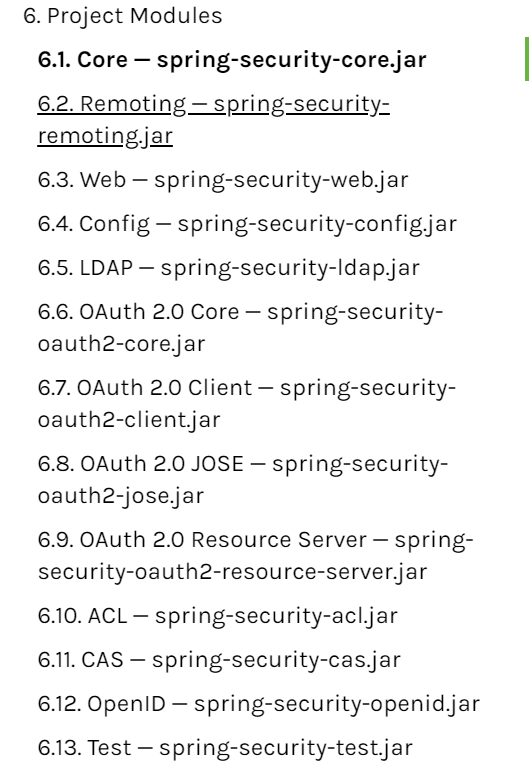 6. Project Modules
6.1. Core — spring-security-core.jar
6.2. Remoting — spring-security-
remoting.jar
6.3. Web — spring-security-web.jar
6.4. Config — spring-security-config.jar
6.5. LDAP — spring-security-ldap.jar
6.6. OAuth 2.0 Core — spring-security-
oauth2-core.jar
6.7. OAuth 2.0 Client — spring-security-
oauth2-client.jar
6.8. OAuth 2.0 JOSE — spring-security-
oauth2-jose.jar
6.9. OAuth 2.0 Resource Server — spring-
security-oauth2-resource-server.jar
6.10. ACL — spring-security-acl.jar
6.11. CAS — spring-security-cas.jar
6.12. OpenID — spring-security-openid.jar
6.13. Test — spring-security-test.jar